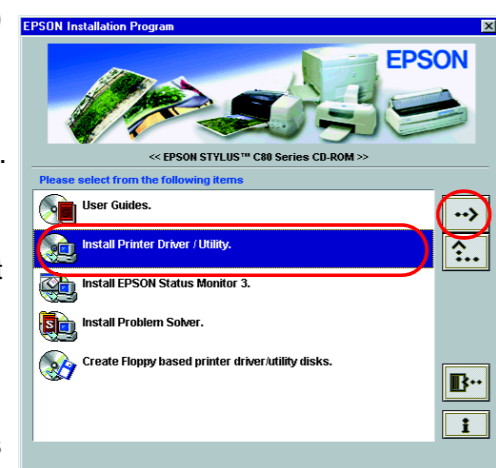 EPSON Installation Program
EPSON
<< EPSON STYLUS™ C80 Series CD-ROM >>
Please select from the following items
User Guides.
Install Printer Driver / Utility.
Install EPSON Status Monitor 3.
Install Problem Solver.
Create Floppy based printer driver/utility disks.